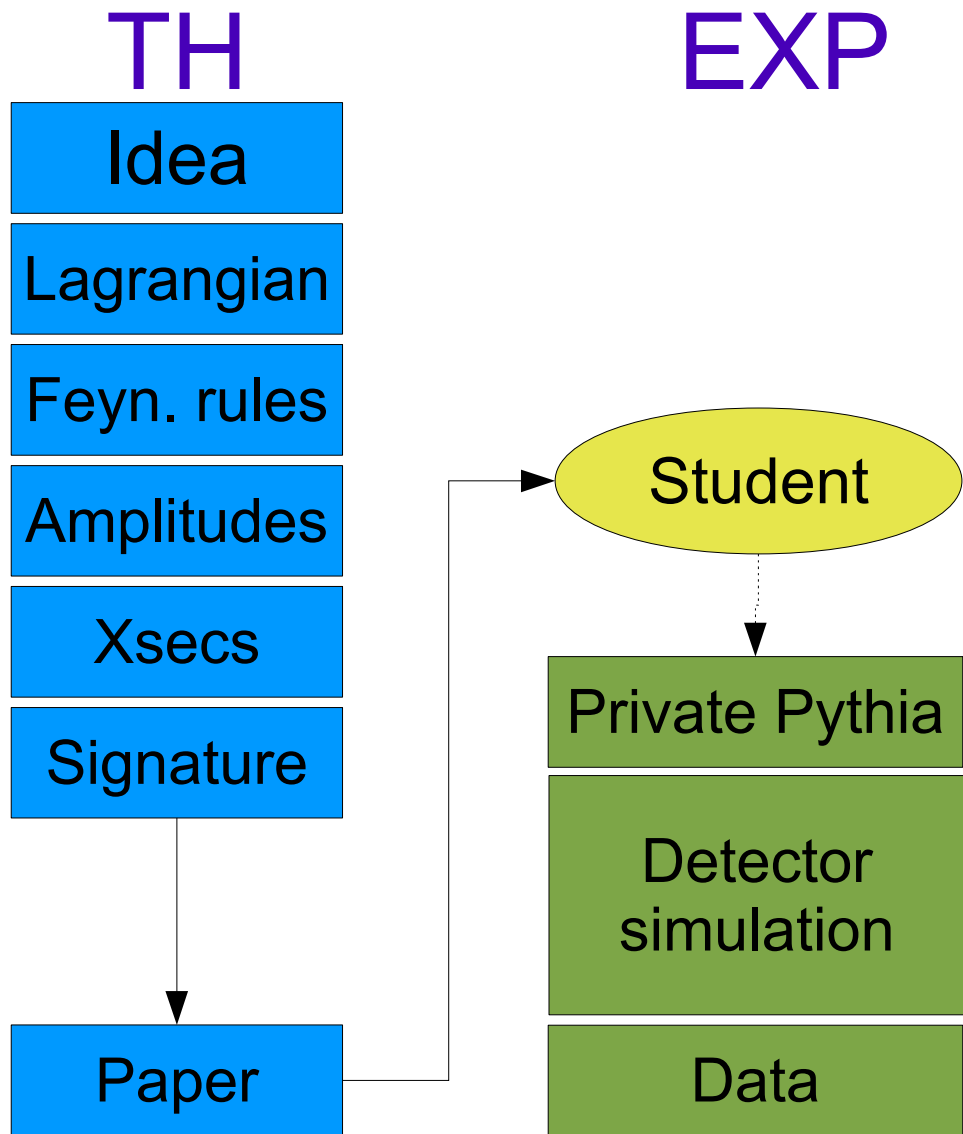 TH
EXP
Idea
Lagrangian
Feyn. rules
Amplitudes
Xsecs
Signature
Paper
Student
Private Pythia
Detector
simulation
Data